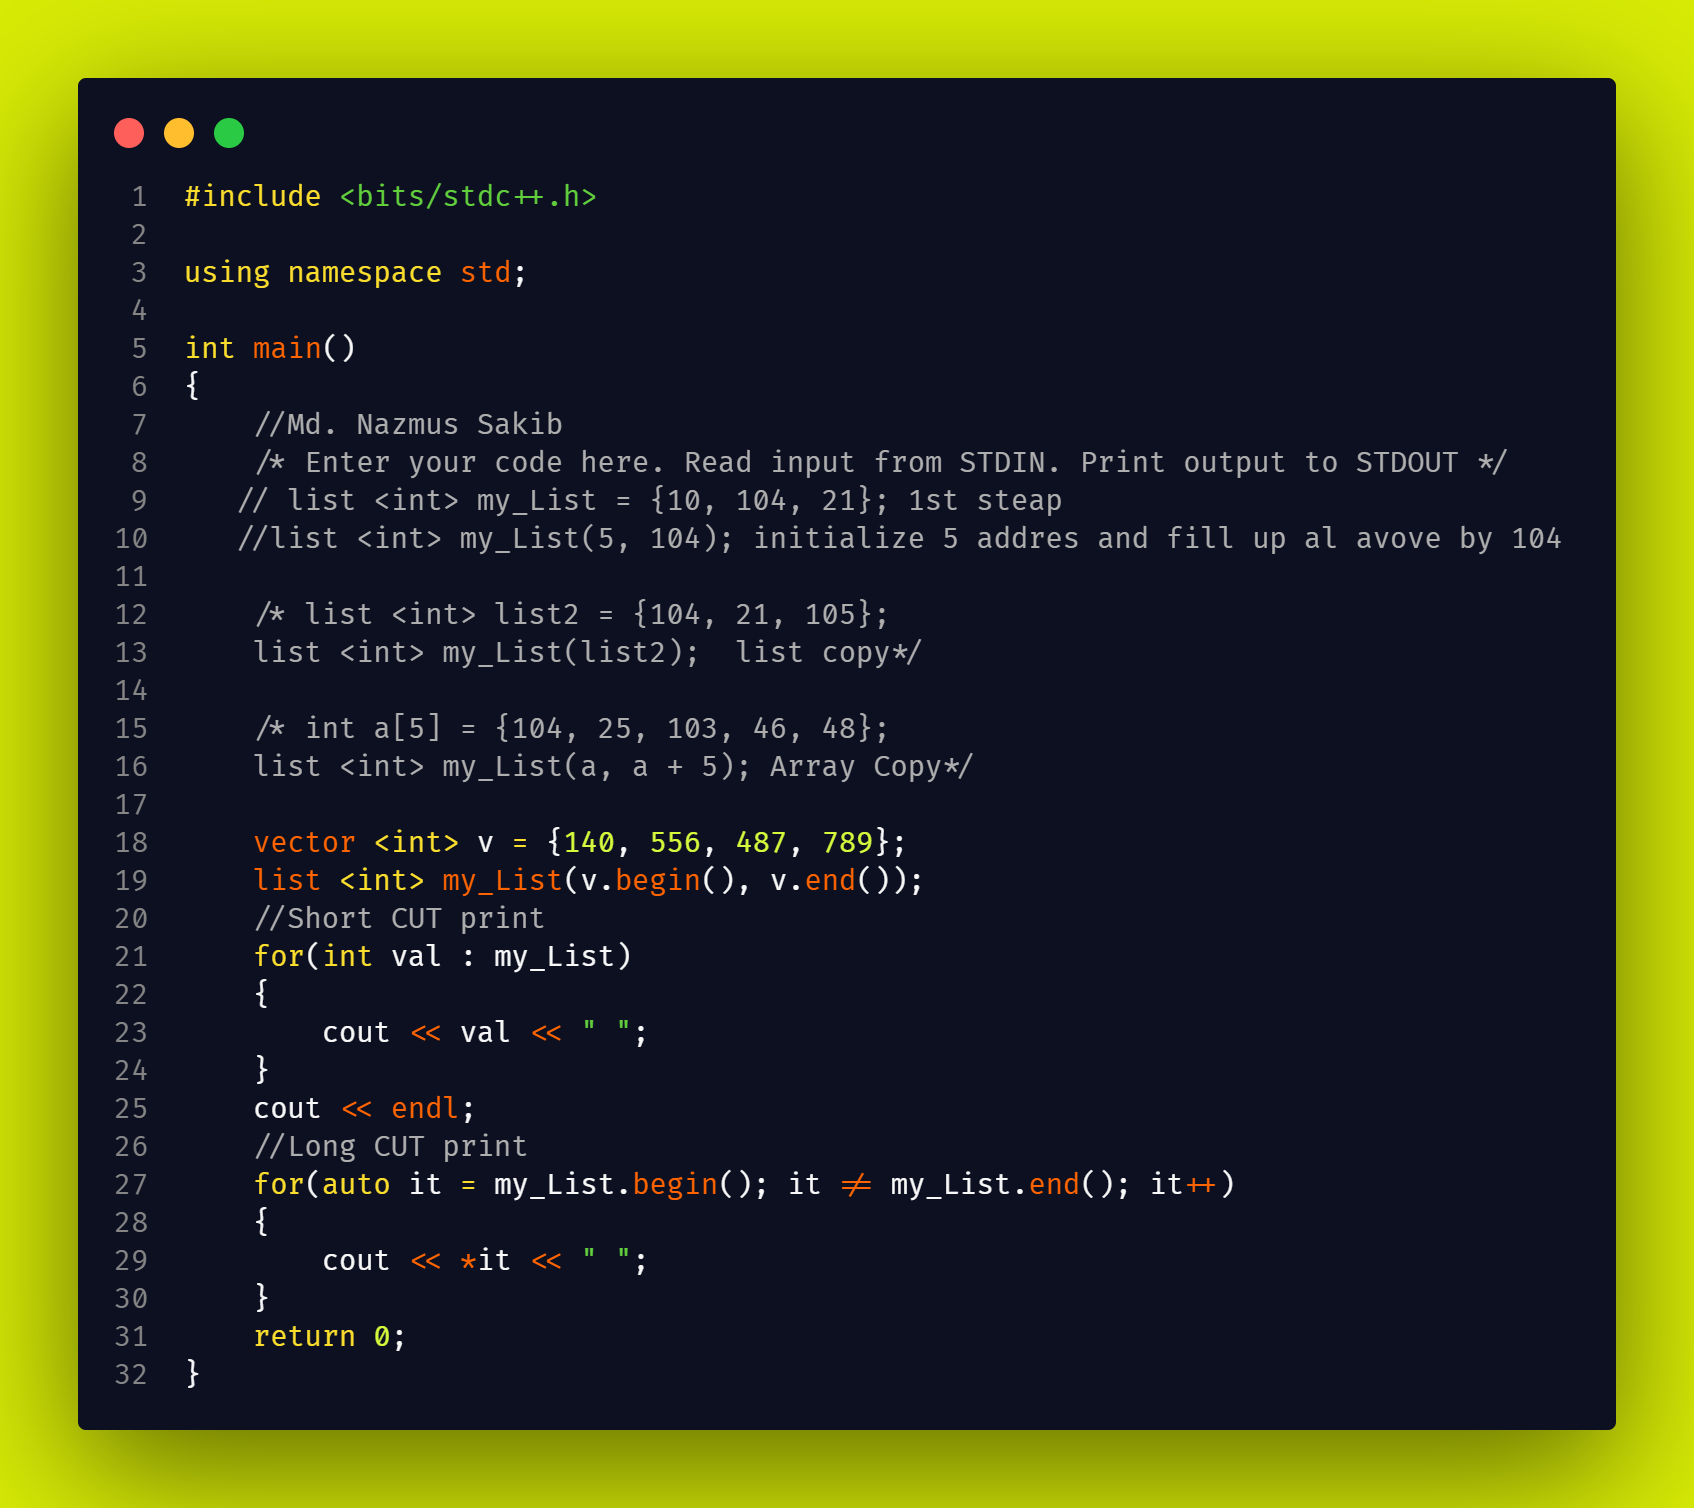 1 #include <bits/stdc++.h>
2
3 using namespace std;
4
5 int main()
6 {
7     //Md. Nazmus Sakib
8     /* Enter your code here. Read input from STDIN. Print output to STDOUT */
9    // list <int> my_List = {10, 104, 21}; 1st steap
10    //list <int> my_List(5, 104); initialize 5 addres and fill up al avove by 104
11
12     /* list <int> list2 = {104, 21, 105};
13     list <int> my_List(list2);  list copy*/
14
15     /* int a[5] = {104, 25, 103, 46, 48};
16     list <int> my_List(a, a + 5); Array Copy*/
17
18     vector <int> v = {140, 556, 487, 789};
19     list <int> my_List(v.begin(), v.end());
20     //Short CUT print
21     for(int val : my_List)
22     {
23         cout << val << " ";
24     }
25     cout << endl;
26     //Long CUT print
27     for(auto it = my_List.begin(); it != my_List.end(); it++)
28     {
29         cout << *it << " ";
30     }
31     return 0;
32 }